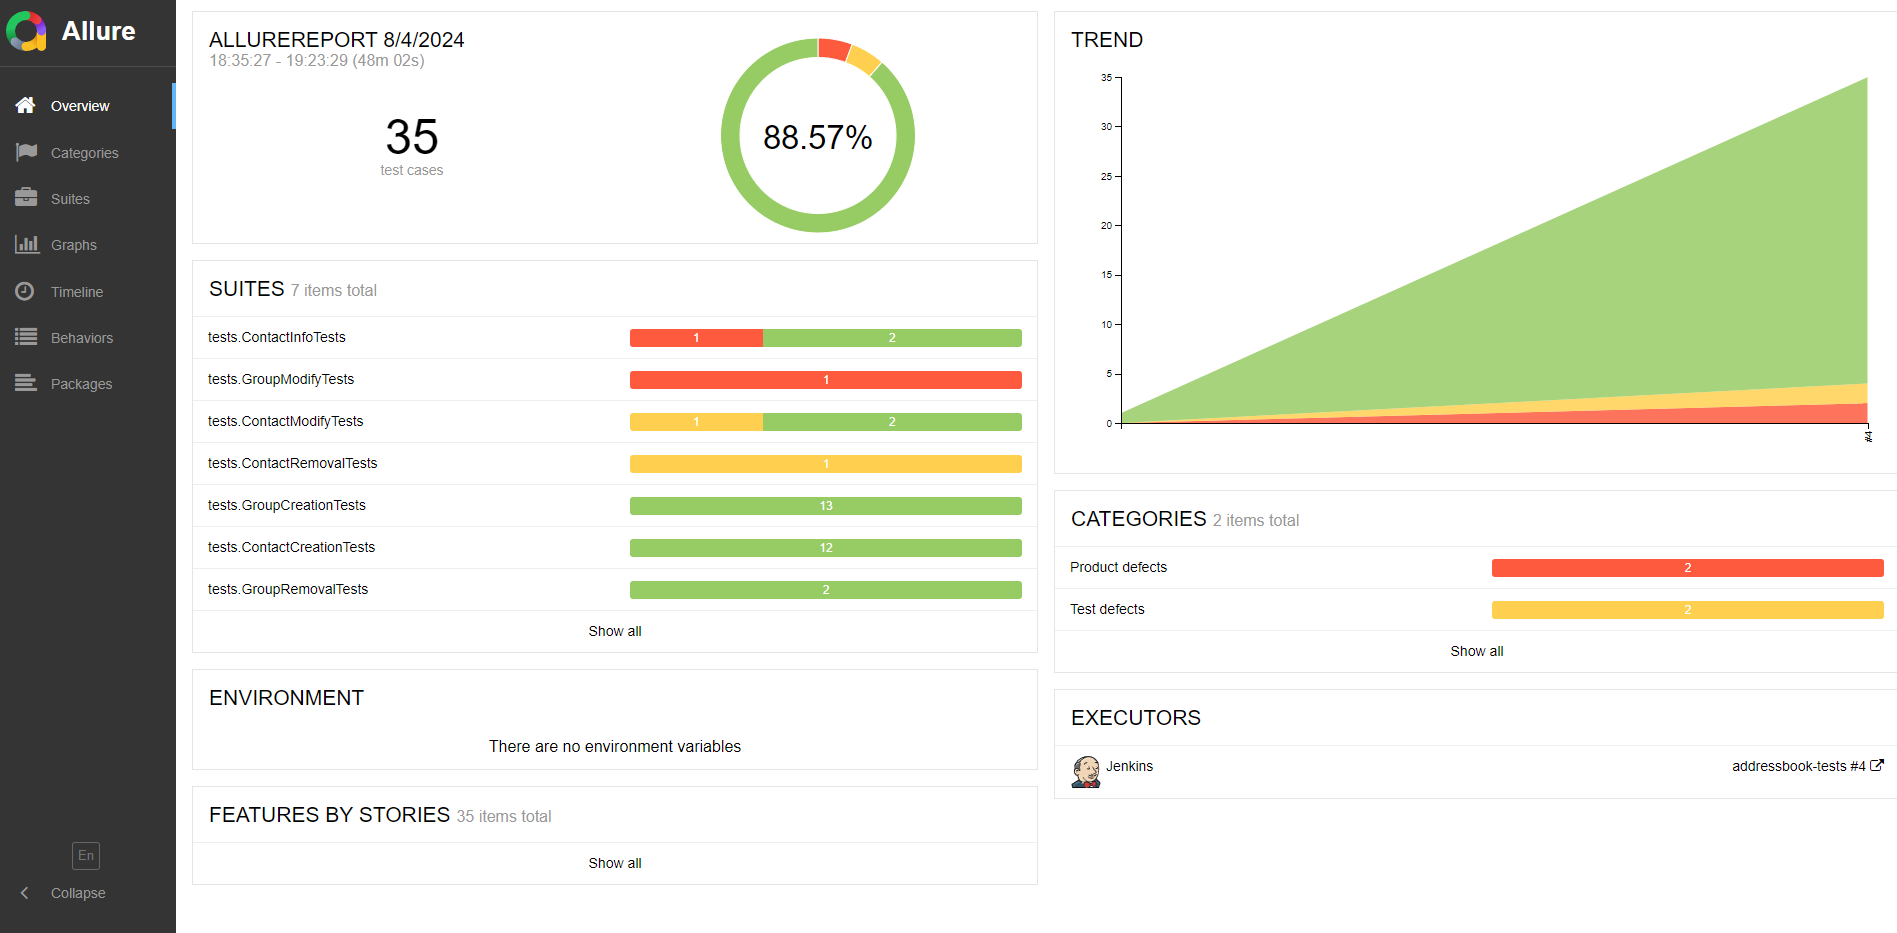 Allure
Overview
Categories
Suites
Graphs
Timeline
Behaviors
Packages
En
Collapse
ALLUREREPORT 8/4/2024
18:35:27 - 19:23:29 (48m 02s)
35
test cases
88.57%
SUITES 7 items total
tests.ContactInfoTests 1 2
tests.GroupModifyTests 1
tests.ContactModifyTests 1 2
tests.ContactRemovalTests 1
tests.GroupCreationTests 13
tests.ContactCreationTests 12
tests.GroupRemovalTests 2
Show all
ENVIRONMENT
There are no environment variables
FEATURES BY STORIES 35 items total
Show all
TREND
35
30
25
20
15
10
5
0
#4
CATEGORIES 2 items total
Product defects 2
Test defects 2
Show all
EXECUTORS
Jenkins addressbook-tests #4